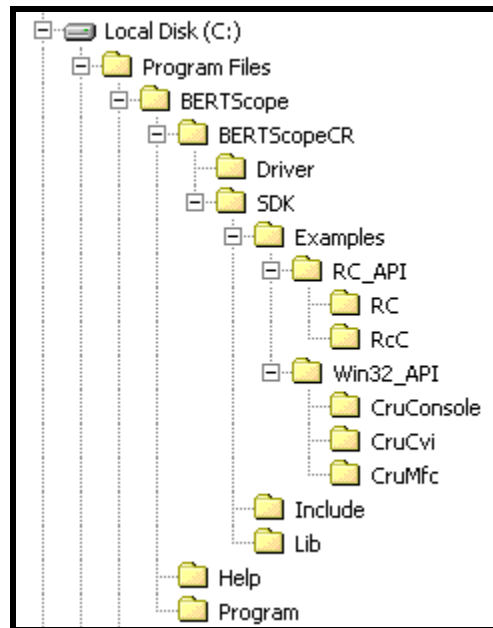 Local Disk (C:)
Program Files
BERTScope
BERTScopeCR
Driver
SDK
Examples
RC_API
RC
RcC
Win32_API
CruConsole
CruCvi
CruMfc
Include
Lib
Help
Program